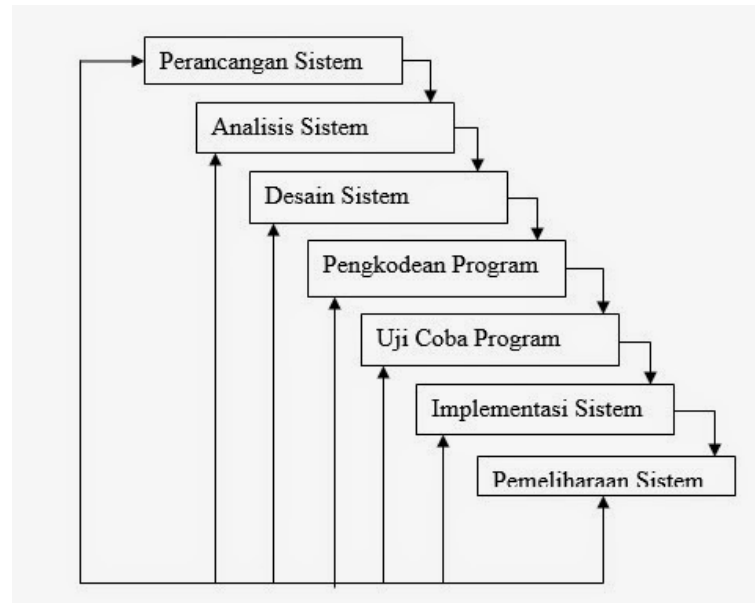 Perancangan Sistem
Analisis Sistem
Desain Sistem
Pengkodean Program
Uji Coba Program
Implementasi Sistem
Pemeliharaan Sistem